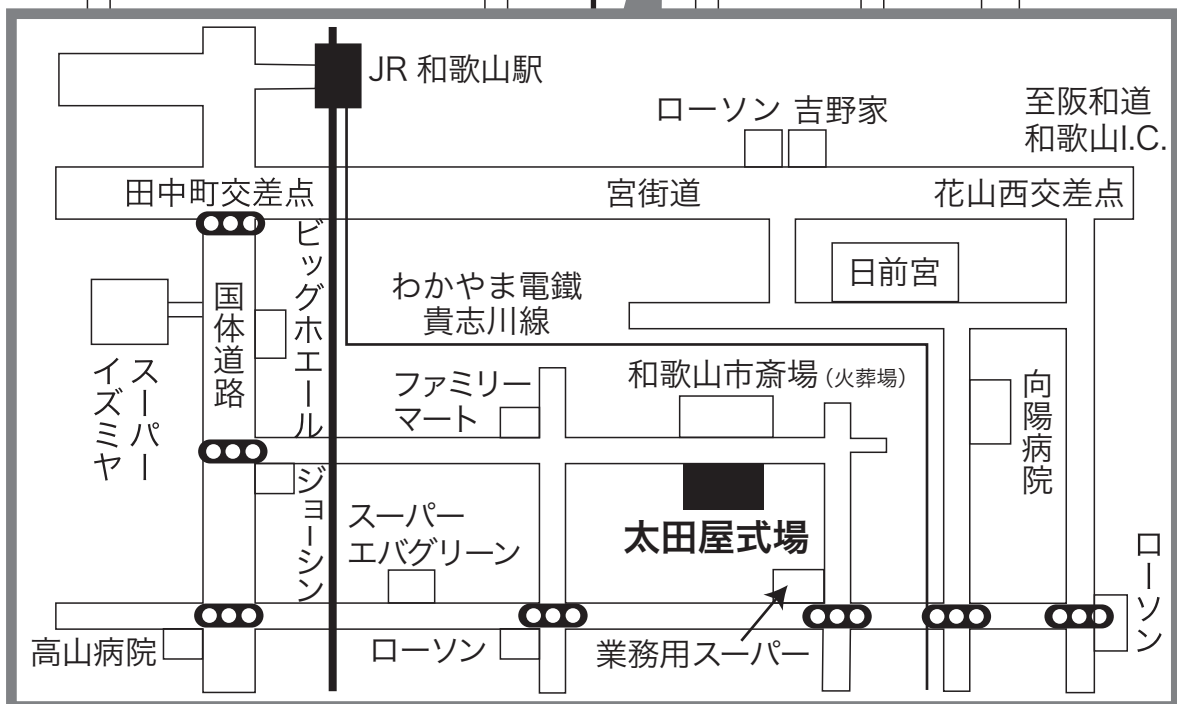 JR 和歌山駅
ローソン
吉野家
至阪和道
和歌山I.C.
田中町交差点
宮街道
花山西交差点
ビッグホエール
日前宮
わかやま電鐵
貴志川線
国体道路
スーパー
イズミヤ
ファミリー
マート
和歌山市斎場(火葬場)
向陽病院
ジョーシン
スーパー
エバグリーン
太田屋式場
ローソン
高山病院
ローソン
業務用スーパー